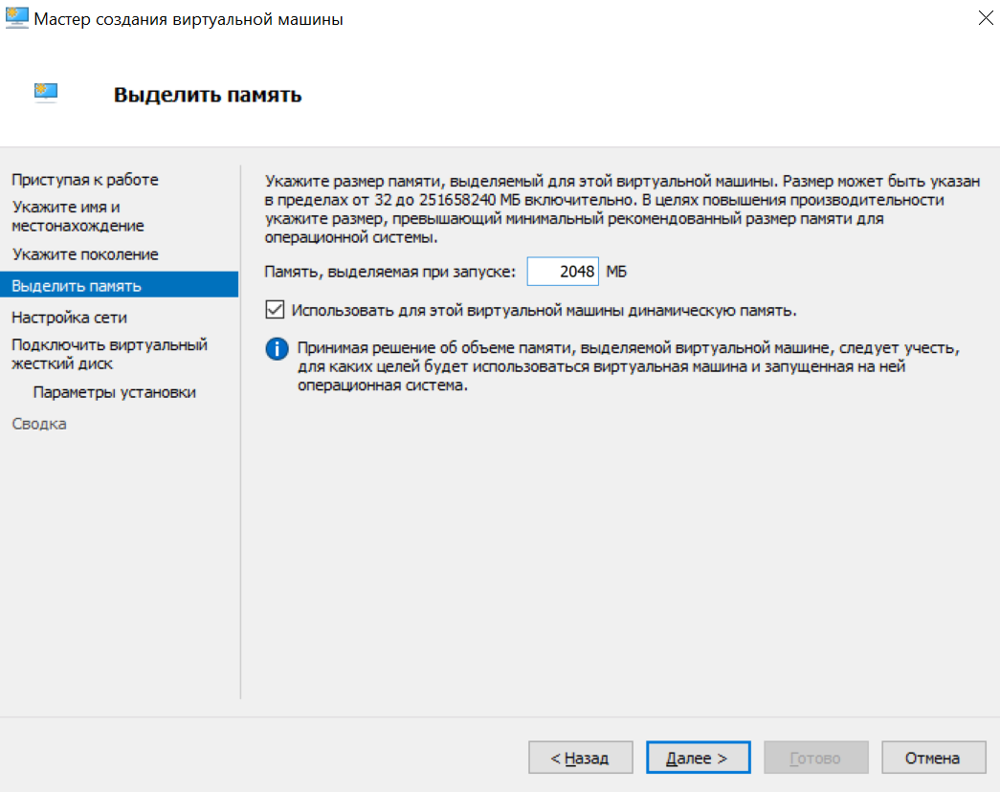 Мастер создания виртуальной машины
Выделить память
Приступая к работе
Укажите имя и
местонахождение
Укажите поколение
Выделить память
Настройка сети
Подключить виртуальный
жесткий диск
Параметры установки
Сводка
Укажите размер памяти, выделяемый для этой виртуальной машины. Размер может быть указан
в пределах от 32 до 251658240 МБ включительно. В целях повышения производительности
укажите размер, превышающий минимальный рекомендованный размер памяти для
операционной системы.
Память, выделяемая при запуске: 2048 МБ
Использовать для этой виртуальной машины динамическую память.
Принимая решение об объеме памяти, выделяемой виртуальной машине, следует учесть,
для каких целей будет использоваться виртуальная машина и запущенная на ней
операционная система.
< Назад Далее > Готово Отмена